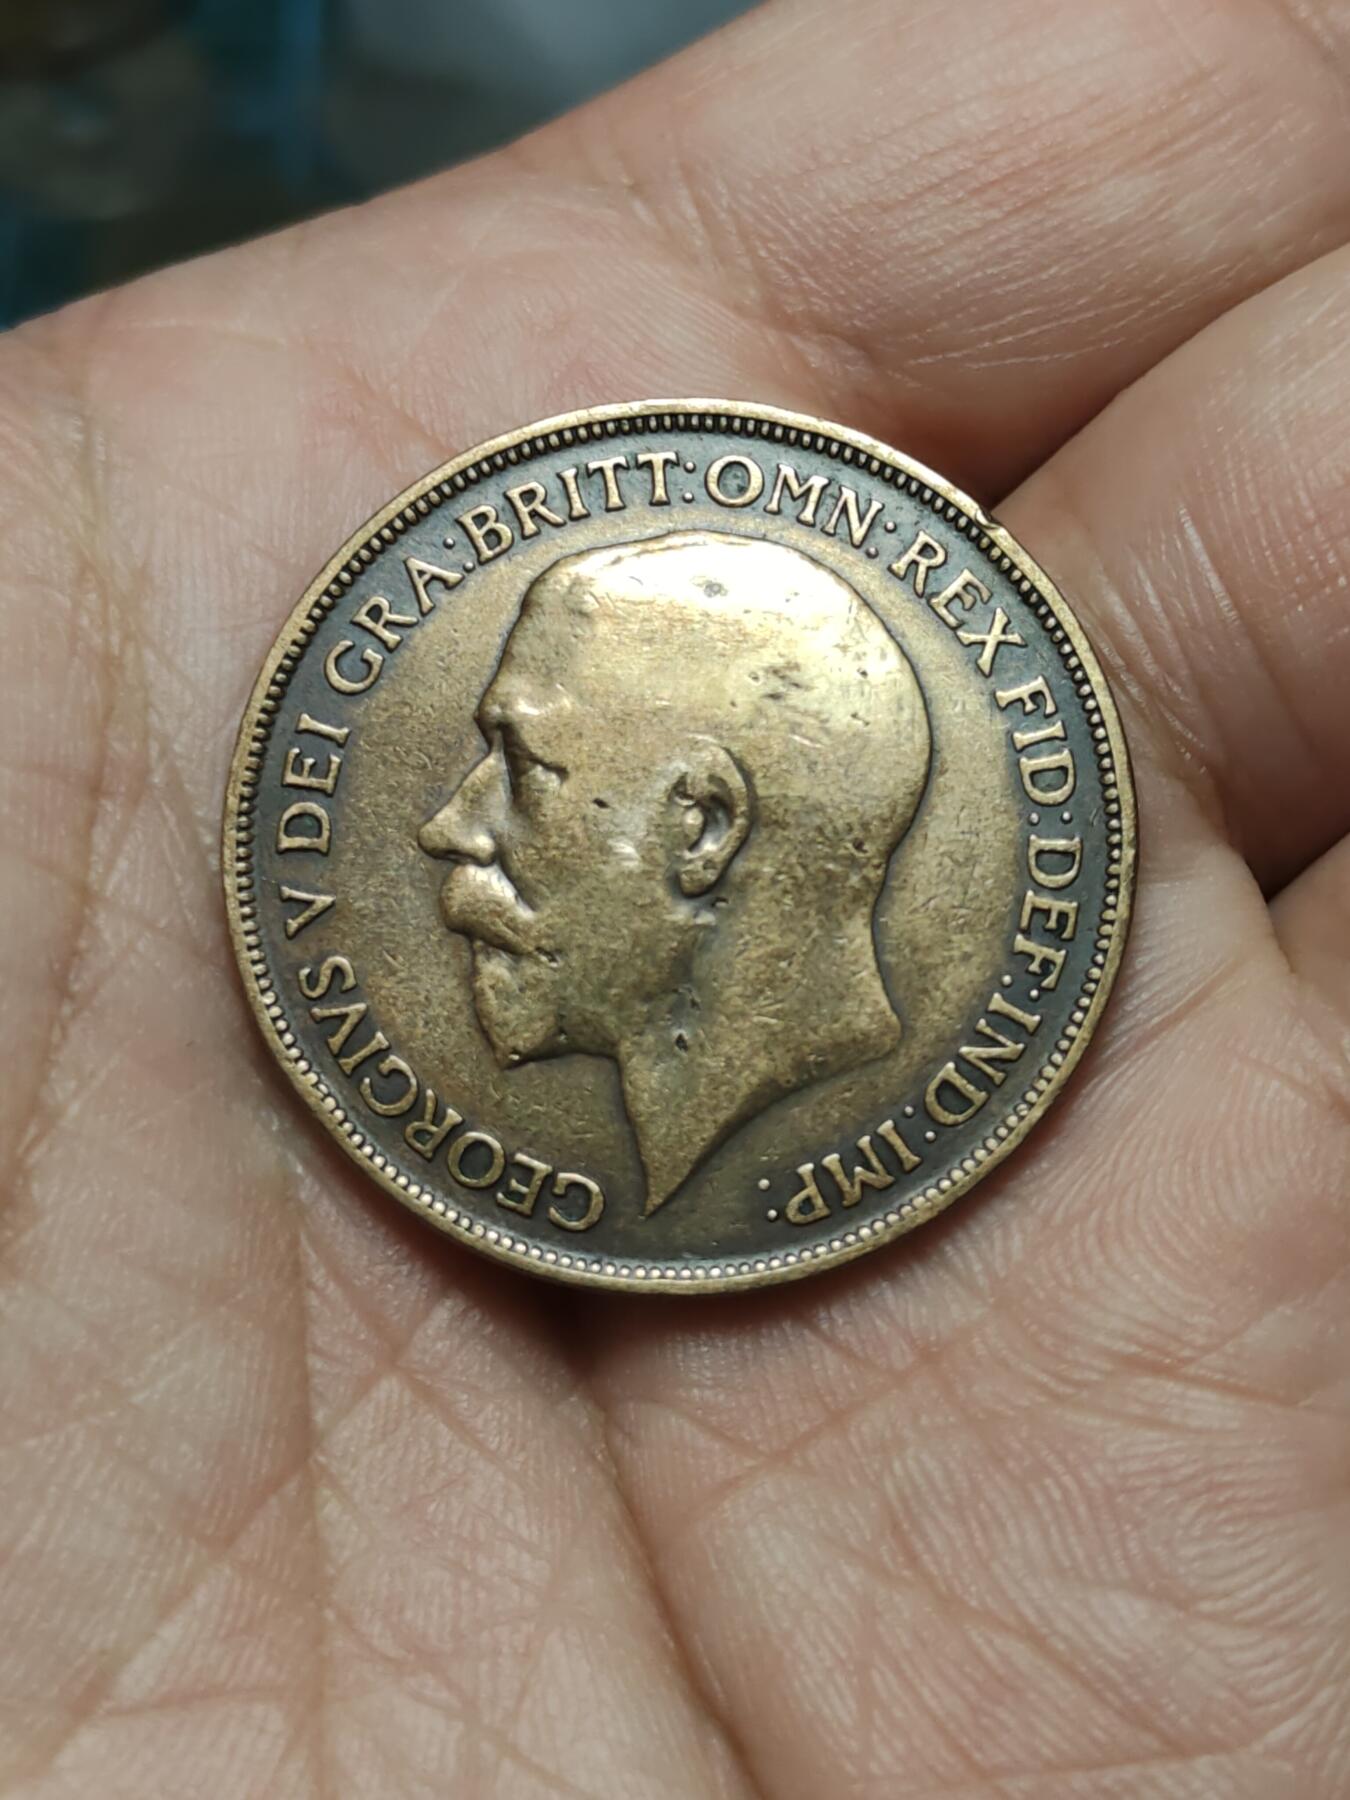 GEORGIVS V DEI GRA: BRITT: OMN: REX FID: DEF: IND: IMP: